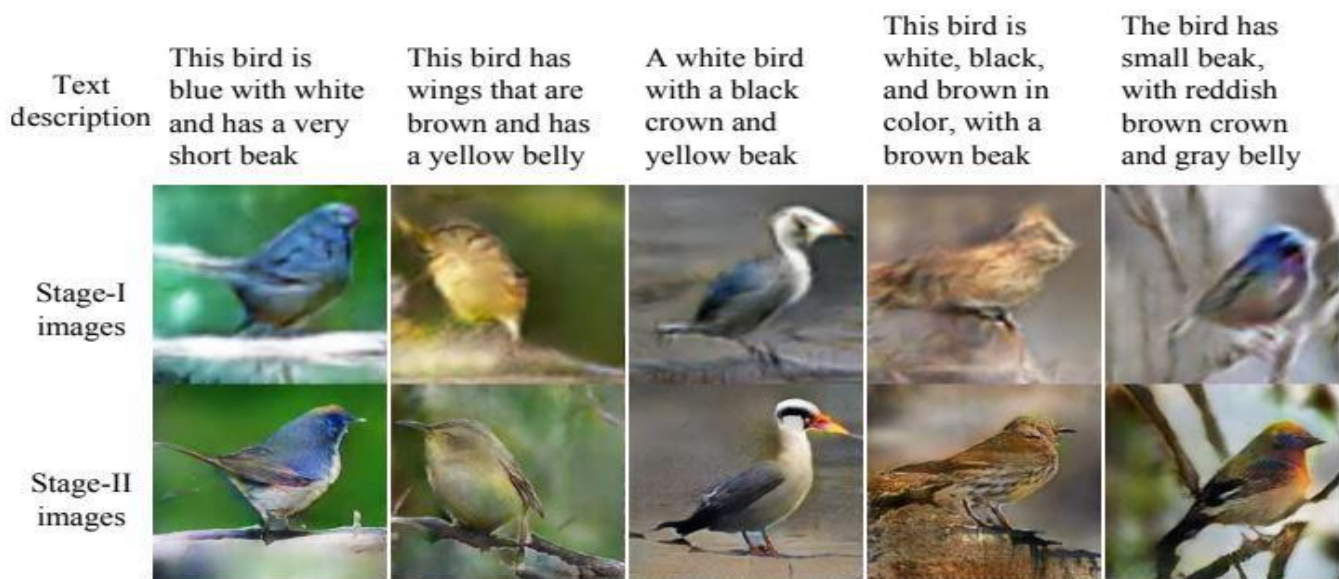 Text
description
This bird is
blue with white
and has a very
short beak
This bird has
wings that are
brown and has
a yellow belly
A white bird
with a black
crown and
yellow beak
This bird is
white, black,
and brown in
color, with a
brown beak
The bird has
small beak,
with reddish
brown crown
and gray belly
Stage-I
images
Stage-II
images